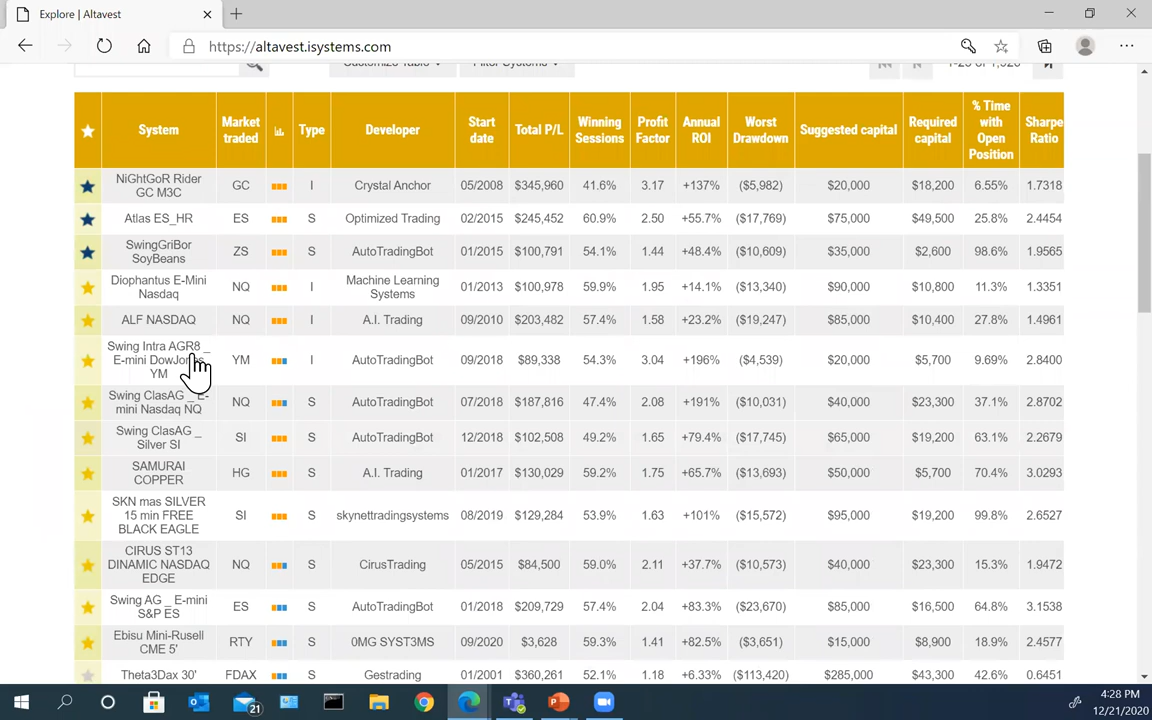 Explore | Altavest
https://altavest.isystems.com
Customize Table
Filter Systems
1-25 of 1,520
System
Market traded
Type
Developer
Start date
Total P/L
Winning Sessions
Profit Factor
Annual ROI
Worst Drawdown
Suggested capital
Required capital
% Time with Open Position
Sharpe Ratio
NiGhtGoR Rider GC M3C GC I Crystal Anchor 05/2008 $345,960 41.6% 3.17 +137% ($5,982) $20,000 $18,200 6.55% 1.7318
Atlas ES_HR ES S Optimized Trading 02/2015 $245,452 60.9% 2.50 +55.7% ($17,769) $75,000 $49,500 25.8% 2.4454
SwingGriBor SoyBeans ZS S AutoTradingBot 01/2015 $100,791 54.1% 1.44 +48.4% ($10,609) $35,000 $2,600 98.6% 1.9565
Diophantus E-Mini Nasdaq NQ I Machine Learning Systems 01/2013 $100,978 59.9% 1.95 +14.1% ($13,340) $90,000 $10,800 11.3% 1.3351
ALF NASDAQ NQ I A.I. Trading 09/2010 $203,482 57.4% 1.58 +23.2% ($19,247) $85,000 $10,400 27.8% 1.4961
Swing Intra AGR8 _ E-mini DowJones YM YM I AutoTradingBot 09/2018 $89,338 54.3% 3.04 +196% ($4,539) $20,000 $5,700 9.69% 2.8400
Swing ClasAG _ E-mini Nasdaq NQ NQ S AutoTradingBot 07/2018 $187,816 47.4% 2.08 +191% ($10,031) $40,000 $23,300 37.1% 2.8702
Swing ClasAG _ Silver SI SI S AutoTradingBot 12/2018 $102,508 49.2% 1.65 +79.4% ($17,745) $65,000 $19,200 63.1% 2.2679
SAMURAI COPPER HG S A.I. Trading 01/2017 $130,029 59.2% 1.75 +65.7% ($13,693) $50,000 $5,700 70.4% 3.0293
SKN mas SILVER 15 min FREE BLACK EAGLE SI S skynettradingsystems 08/2019 $129,284 53.9% 1.63 +101% ($15,572) $95,000 $19,200 99.8% 2.6527
CIRUS ST13 DINAMIC NASDAQ EDGE NQ S CirusTrading 05/2015 $84,500 59.0% 2.11 +37.7% ($10,573) $40,000 $23,300 15.3% 1.9472
Swing AG _ E-mini S&P ES ES S AutoTradingBot 01/2018 $209,729 57.4% 2.04 +83.3% ($23,670) $85,000 $16,500 64.8% 3.1538
Ebisu Mini-Rusell CME 5' RTY S 0MG SYST3MS 09/2020 $3,628 59.3% 1.41 +82.5% ($3,651) $15,000 $8,900 18.9% 2.4577
Theta3Dax 30' FDAX S Gestrading 01/2001 $360,261 52.1% 1.18 +6.33% ($113,420) $285,000 $43,300 42.6% 0.6451
21
4:28 PM
12/21/2020